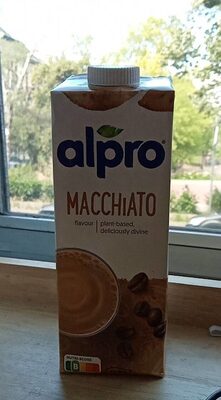 alpro
MACCHiATO
flavour | plant-based,
deliciously divine
NUTRI-SCORE
B